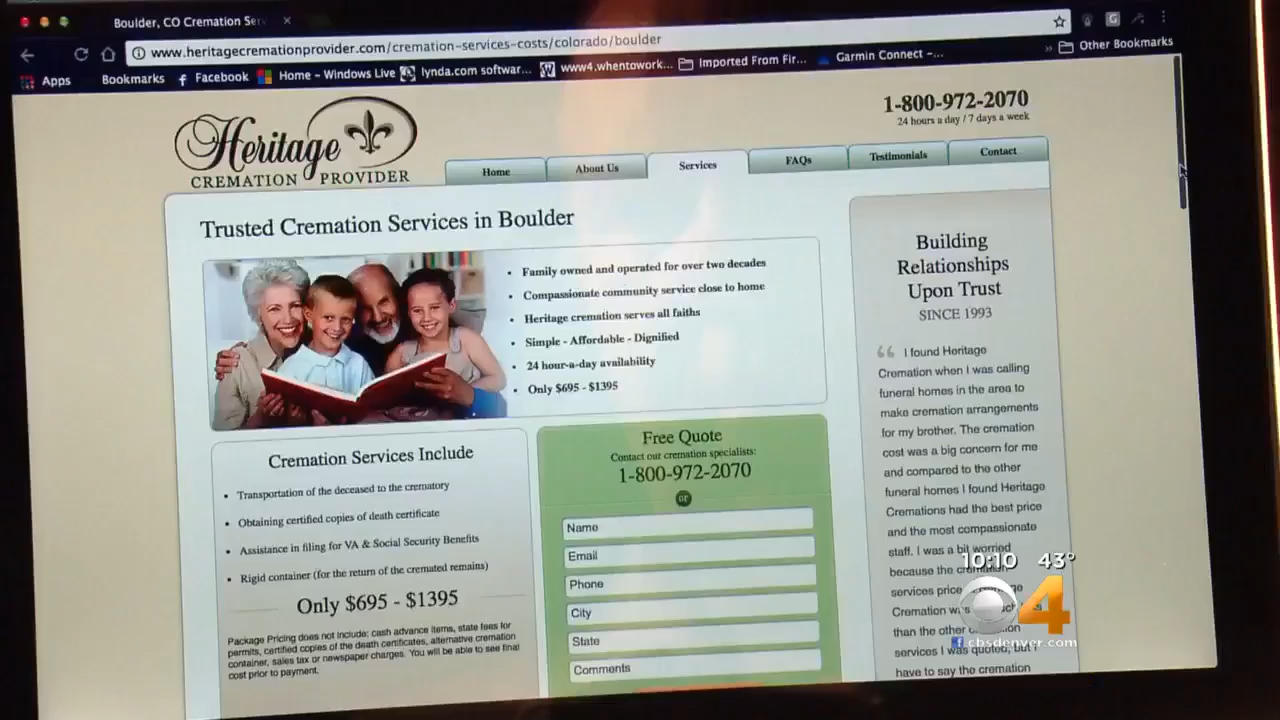 Boulder, CO Cremation Ser
www.heritagecremationprovider.com/cremation-services-costs/colorado/boulder
Apps
Bookmarks
Facebook
Home - Windows Live
lynda.com softwar...
www4.whentowork...
Imported From Fir...
Garmin Connect -...
Other Bookmarks
Heritage
CREMATION PROVIDER
1-800-972-2070
24 hours a day / 7 days a week
Home
About Us
Services
FAQs
Testimonials
Contact
Trusted Cremation Services in Boulder
• Family owned and operated for over two decades
• Compassionate community service close to home
• Heritage cremation serves all faiths
• Simple - Affordable - Dignified
• 24 hour-a-day availability
• Only $695 - $1395
Cremation Services Include
• Transportation of the deceased to the crematory
• Obtaining certified copies of death certificate
• Assistance in filing for VA & Social Security Benefits
• Rigid container (for the return of the cremated remains)
Only $695 - $1395
Package Pricing does not include: cash advance items, state fees for
permits, certified copies of the death certificates, alternative cremation
container, sales tax or newspaper charges. You will be able to see final
cost prior to payment.
Free Quote
Contact our cremation specialists:
1-800-972-2070
or
Name
Email
Phone
City
State
Comments
Building
Relationships
Upon Trust
SINCE 1993
“ I found Heritage
Cremation when I was calling
funeral homes in the area to
make cremation arrangements
for my brother. The cremation
cost was a big concern for me
and compared to the other
funeral homes I found Heritage
Cremations had the best price
and the most compassionate
staff. I was a bit worried
because the
services price
Cremation
than the other
services I was quoted, but I
have to say the cremation
10:10 43°
4
cbsdenver.com